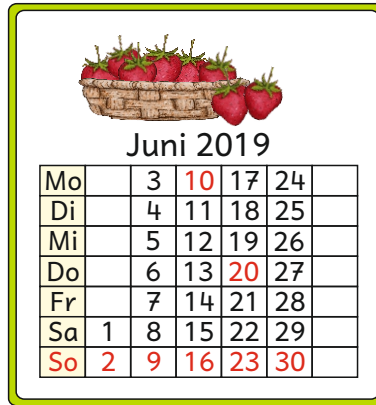 Juni 2019
Mo 3 10 17 24
Di 4 11 18 25
Mi 5 12 19 26
Do 6 13 20 27
Fr 7 14 21 28
Sa 1 8 15 22 29
So 2 9 16 23 30